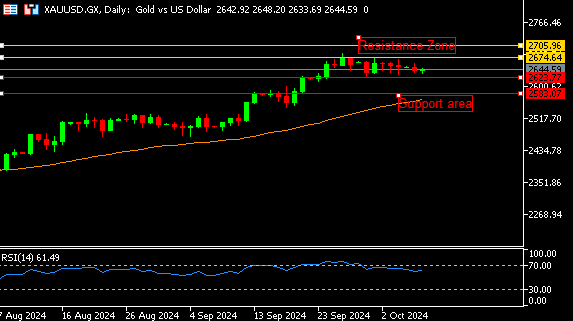 XAUUSD.GX, Daily: Gold vs US Dollar 2642.92 2648.20 2633.69 2644.59 0
2766.46
Resistance Zone
2705.96
2674.64
2644.59
2622.77
2600.62
Support area
2517.70
2434.78
2351.86
2268.94
RSI(14) 61.49
100.00
70.00
30.00
0.00
7 Aug 2024 16 Aug 2024 26 Aug 2024 4 Sep 2024 13 Sep 2024 23 Sep 2024 2 Oct 2024